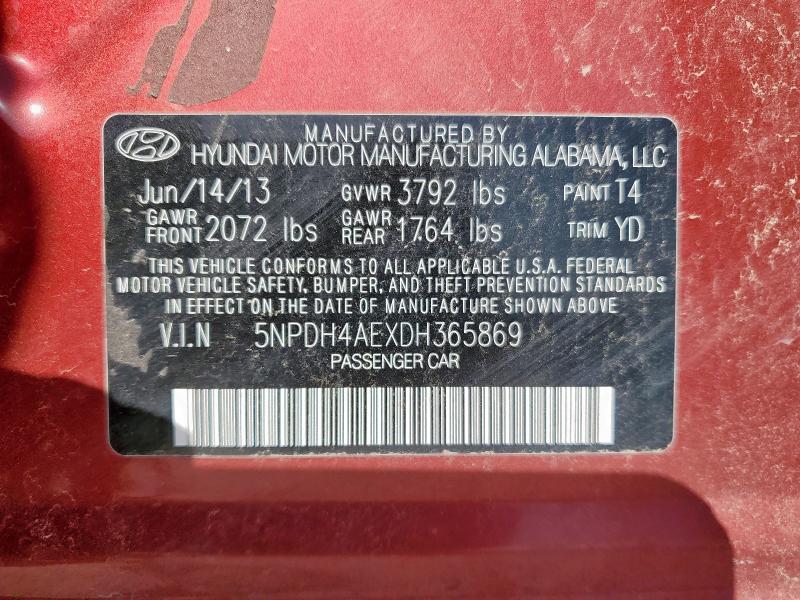 MANUFACTURED BY
HYUNDAI MOTOR MANUFACTURING ALABAMA, LLC
Jun/14/13 GVWR 3792 lbs PAINT T4
GAWR FRONT 2072 lbs GAWR REAR 1764 lbs TRIM YD
THIS VEHICLE CONFORMS TO ALL APPLICABLE U.S.A. FEDERAL
MOTOR VEHICLE SAFETY, BUMPER, AND THEFT PREVENTION STANDARDS
IN EFFECT ON THE DATE OF MANUFACTURE SHOWN ABOVE
V.I.N 5NPDH4AEXDH365869
PASSENGER CAR